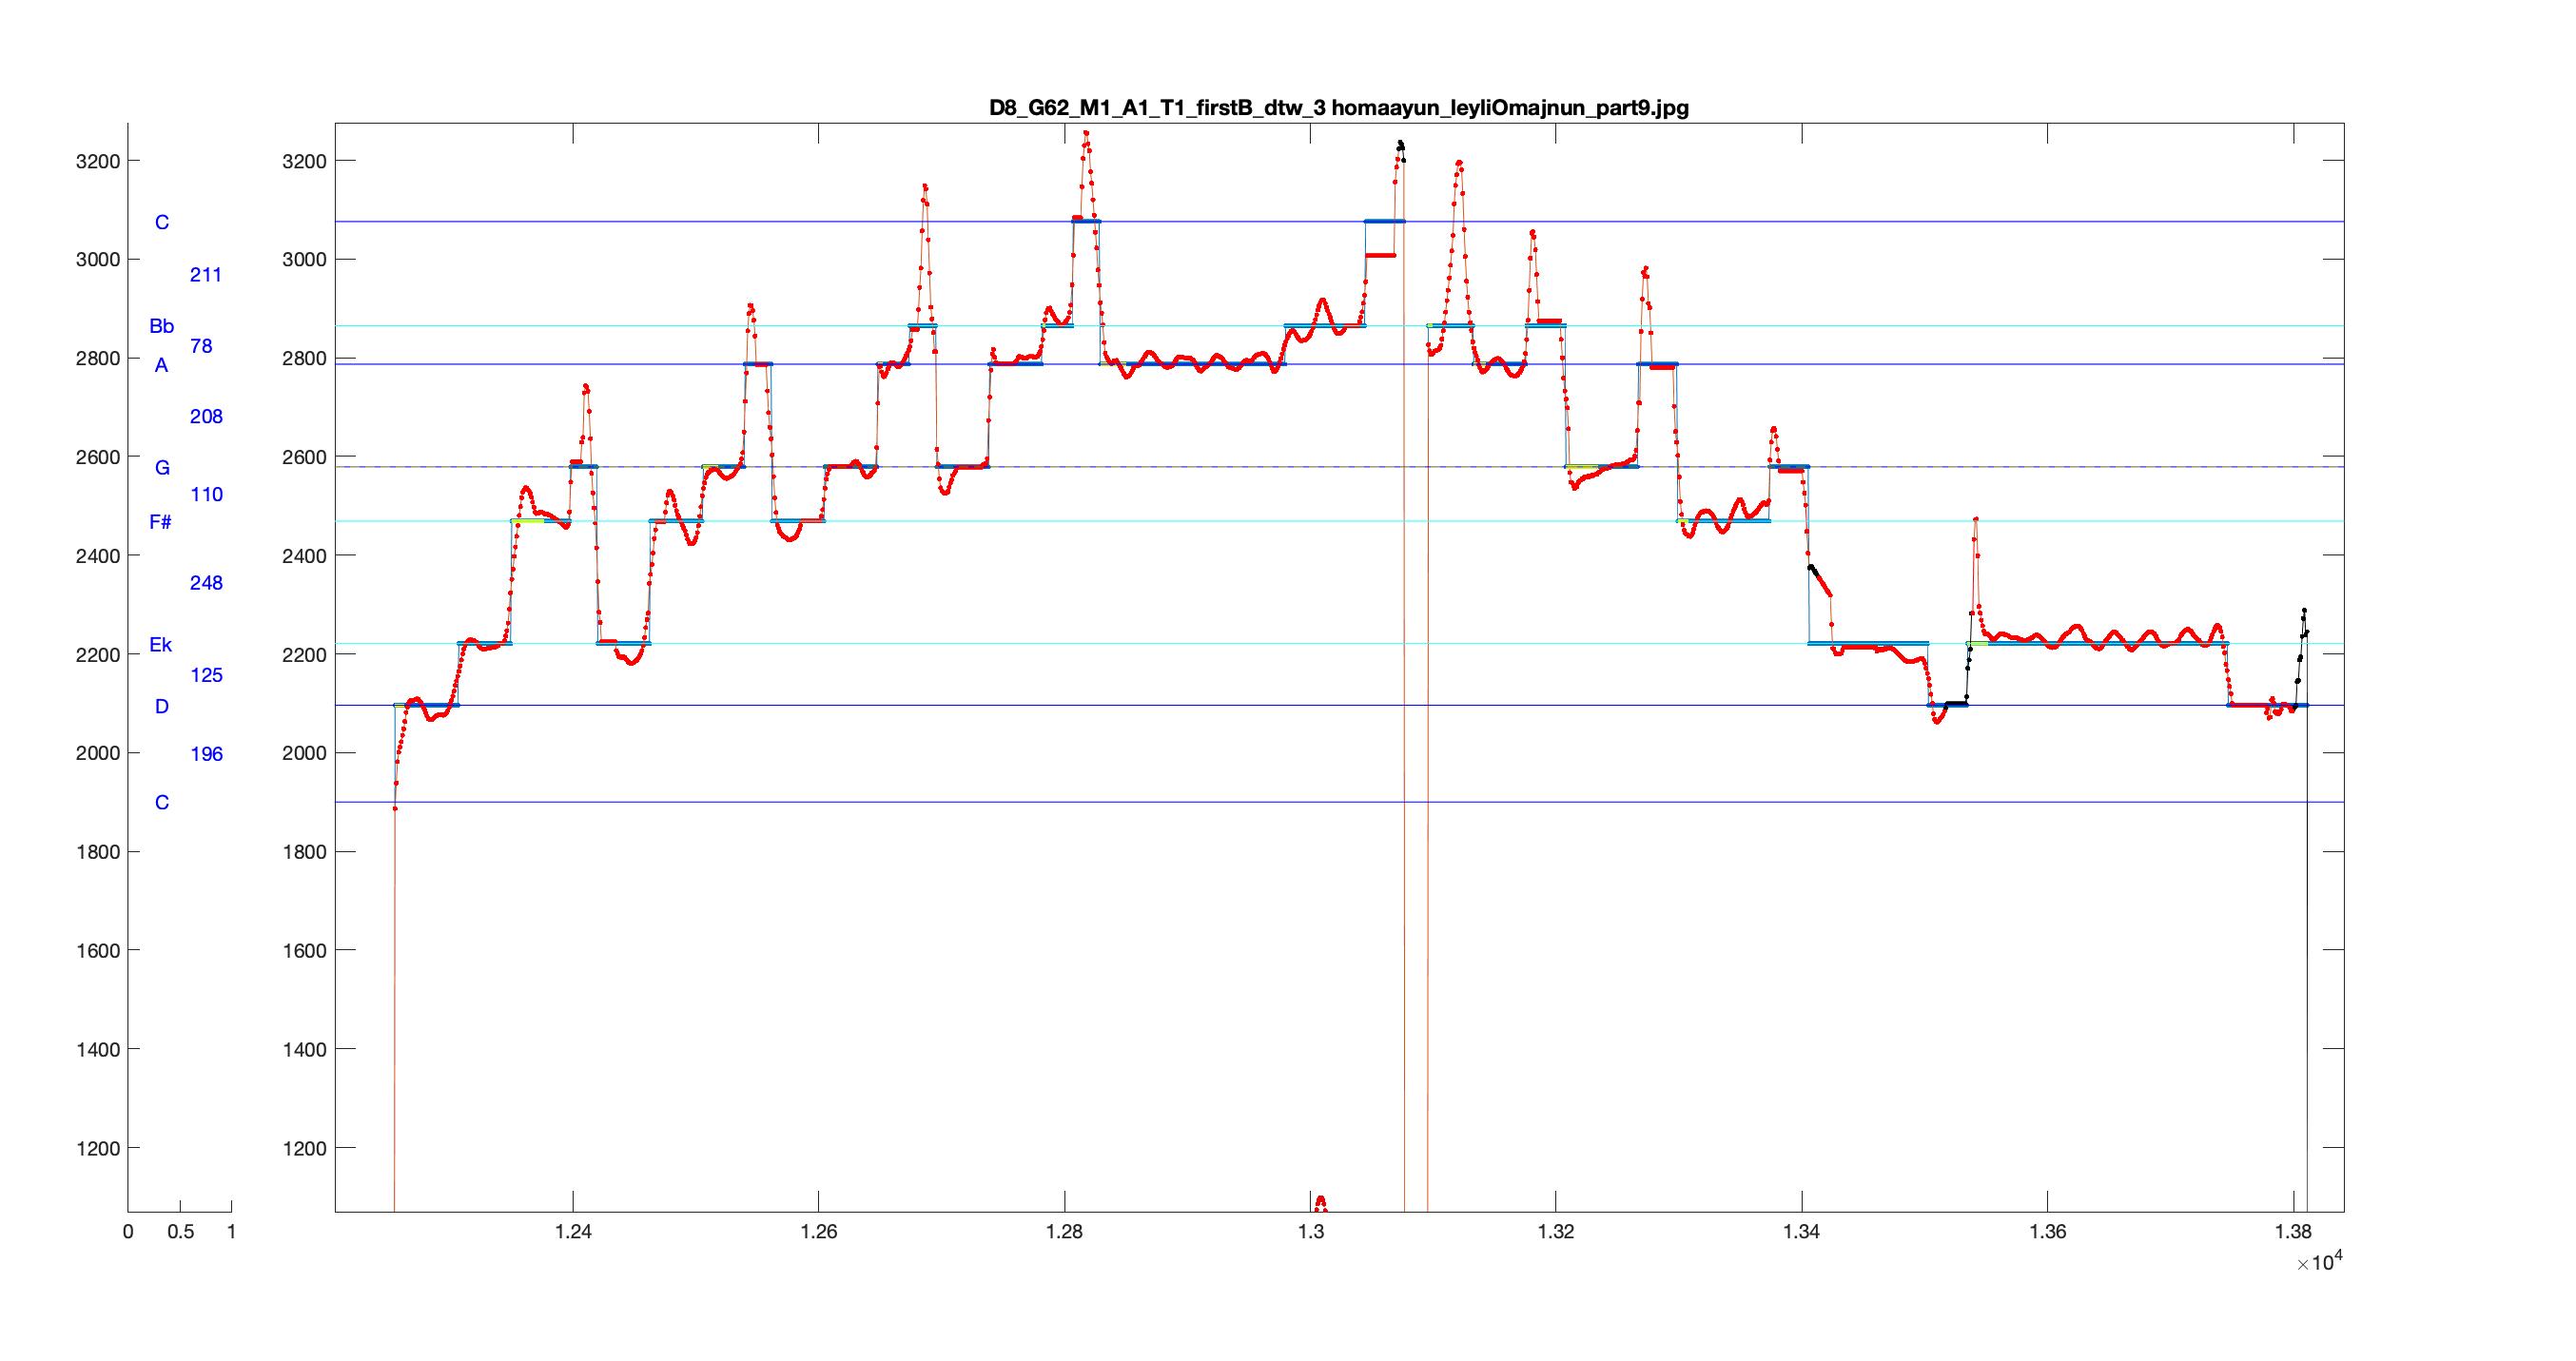 D8_G62_M1_A1_T1_firstB_dtw_3 homaayun_leyliOmajnun_part9.jpg
3200 3200
C
3000 211 3000
Bb
2800 78 2800
A
208
2600 G 2600
110
F#
2400 2400
248
2200 Ek 2200
125
D
2000 196 2000
C
1800 1800
1600 1600
1400 1400
1200 1200
0 0.5 1 1.24 1.26 1.28 1.3 1.32 1.34 1.36 1.38
×10⁴